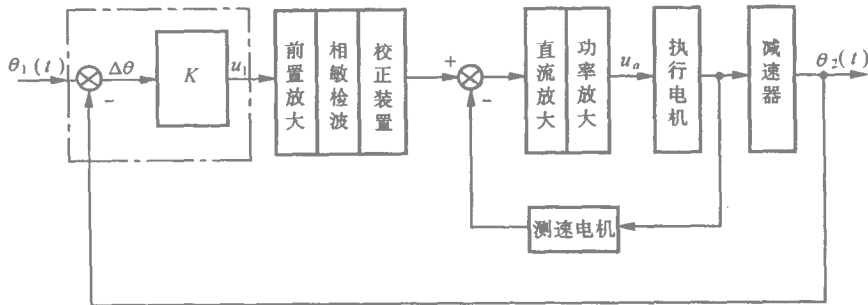 θ₁(t)
Δθ
K
u₁
前置放大
相敏检波
校正装置
+
-
直流放大
功率放大
uₐ
执行电机
减速器
θ₂(t)
-
测速电机